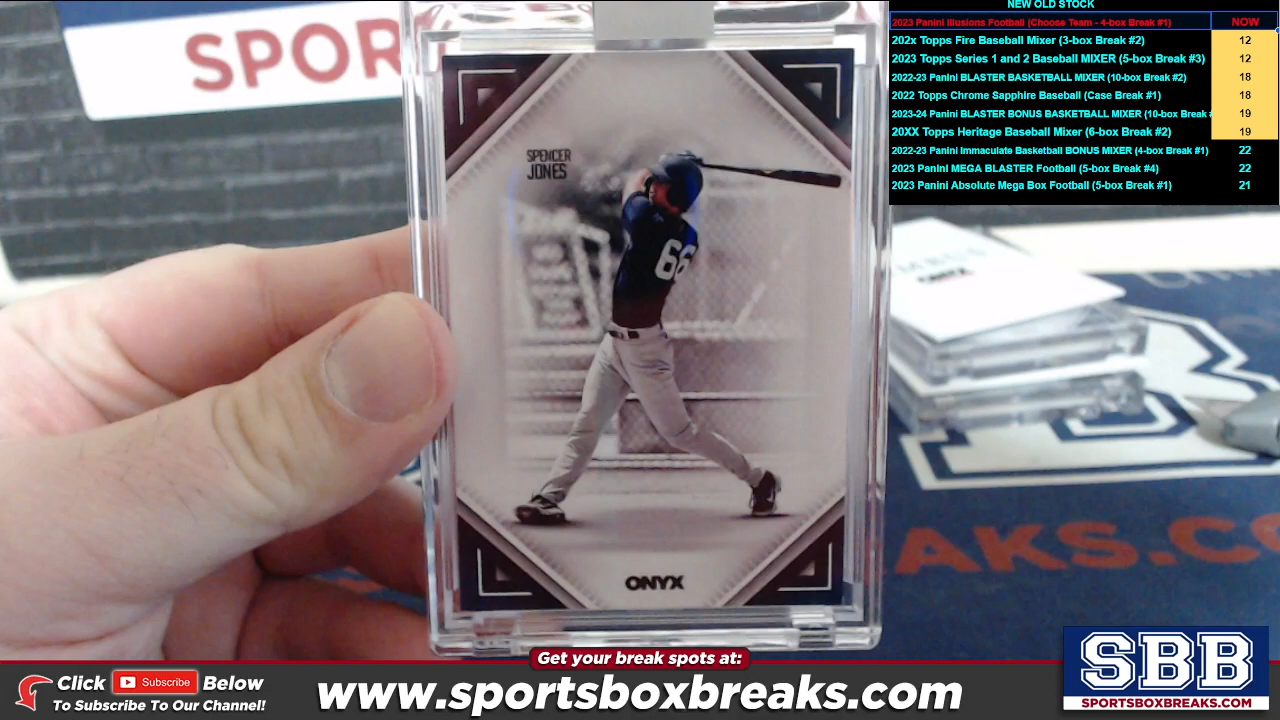 NEW OLD STOCK
2023 Panini Illusions Football (Choose Team - 4-box Break #1) NOW
202x Topps Fire Baseball Mixer (3-box Break #2) 12
2023 Topps Series 1 and 2 Baseball MIXER (5-box Break #3) 12
2022-23 Panini BLASTER BASKETBALL MIXER (10-box Break #2) 18
2022 Topps Chrome Sapphire Baseball (Case Break #1) 18
2023-24 Panini BLASTER BONUS BASKETBALL MIXER (10-box Break # 19
20XX Topps Heritage Baseball Mixer (6-box Break #2) 19
2022-23 Panini Immaculate Basketball BONUS MIXER (4-box Break #1) 22
2023 Panini MEGA BLASTER Football (5-box Break #4) 22
2023 Panini Absolute Mega Box Football (5-box Break #1) 21
SPOR
SPENCER
JONES
66
ONYX
ONYX
EAKS.CO
Get your break spots at:
Click Subscribe Below
To Subscribe To Our Channel!
www.sportsboxbreaks.com
SBB
SPORTSBOXBREAKS.COM